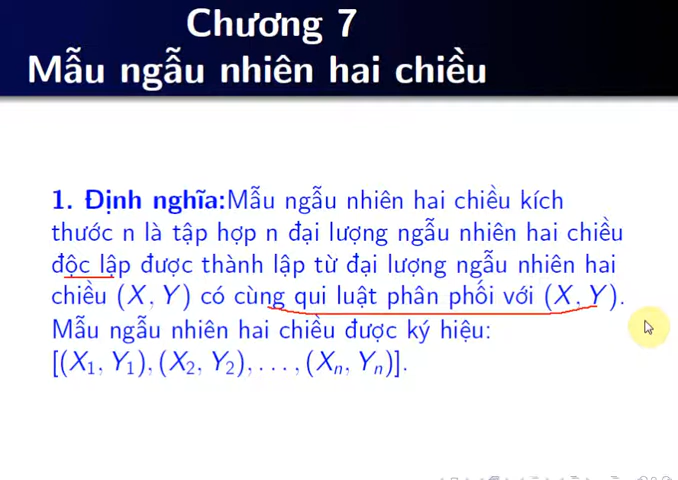 Chương 7
Mẫu ngẫu nhiên hai chiều
1. Định nghĩa:Mẫu ngẫu nhiên hai chiều kích
thước n là tập hợp n đại lượng ngẫu nhiên hai chiều
độc lập được thành lập từ đại lượng ngẫu nhiên hai
chiều (X, Y) có cùng qui luật phân phối với (X, Y).
Mẫu ngẫu nhiên hai chiều được ký hiệu:
[(X₁, Y₁), (X₂, Y₂), . . . , (Xₙ, Yₙ)].